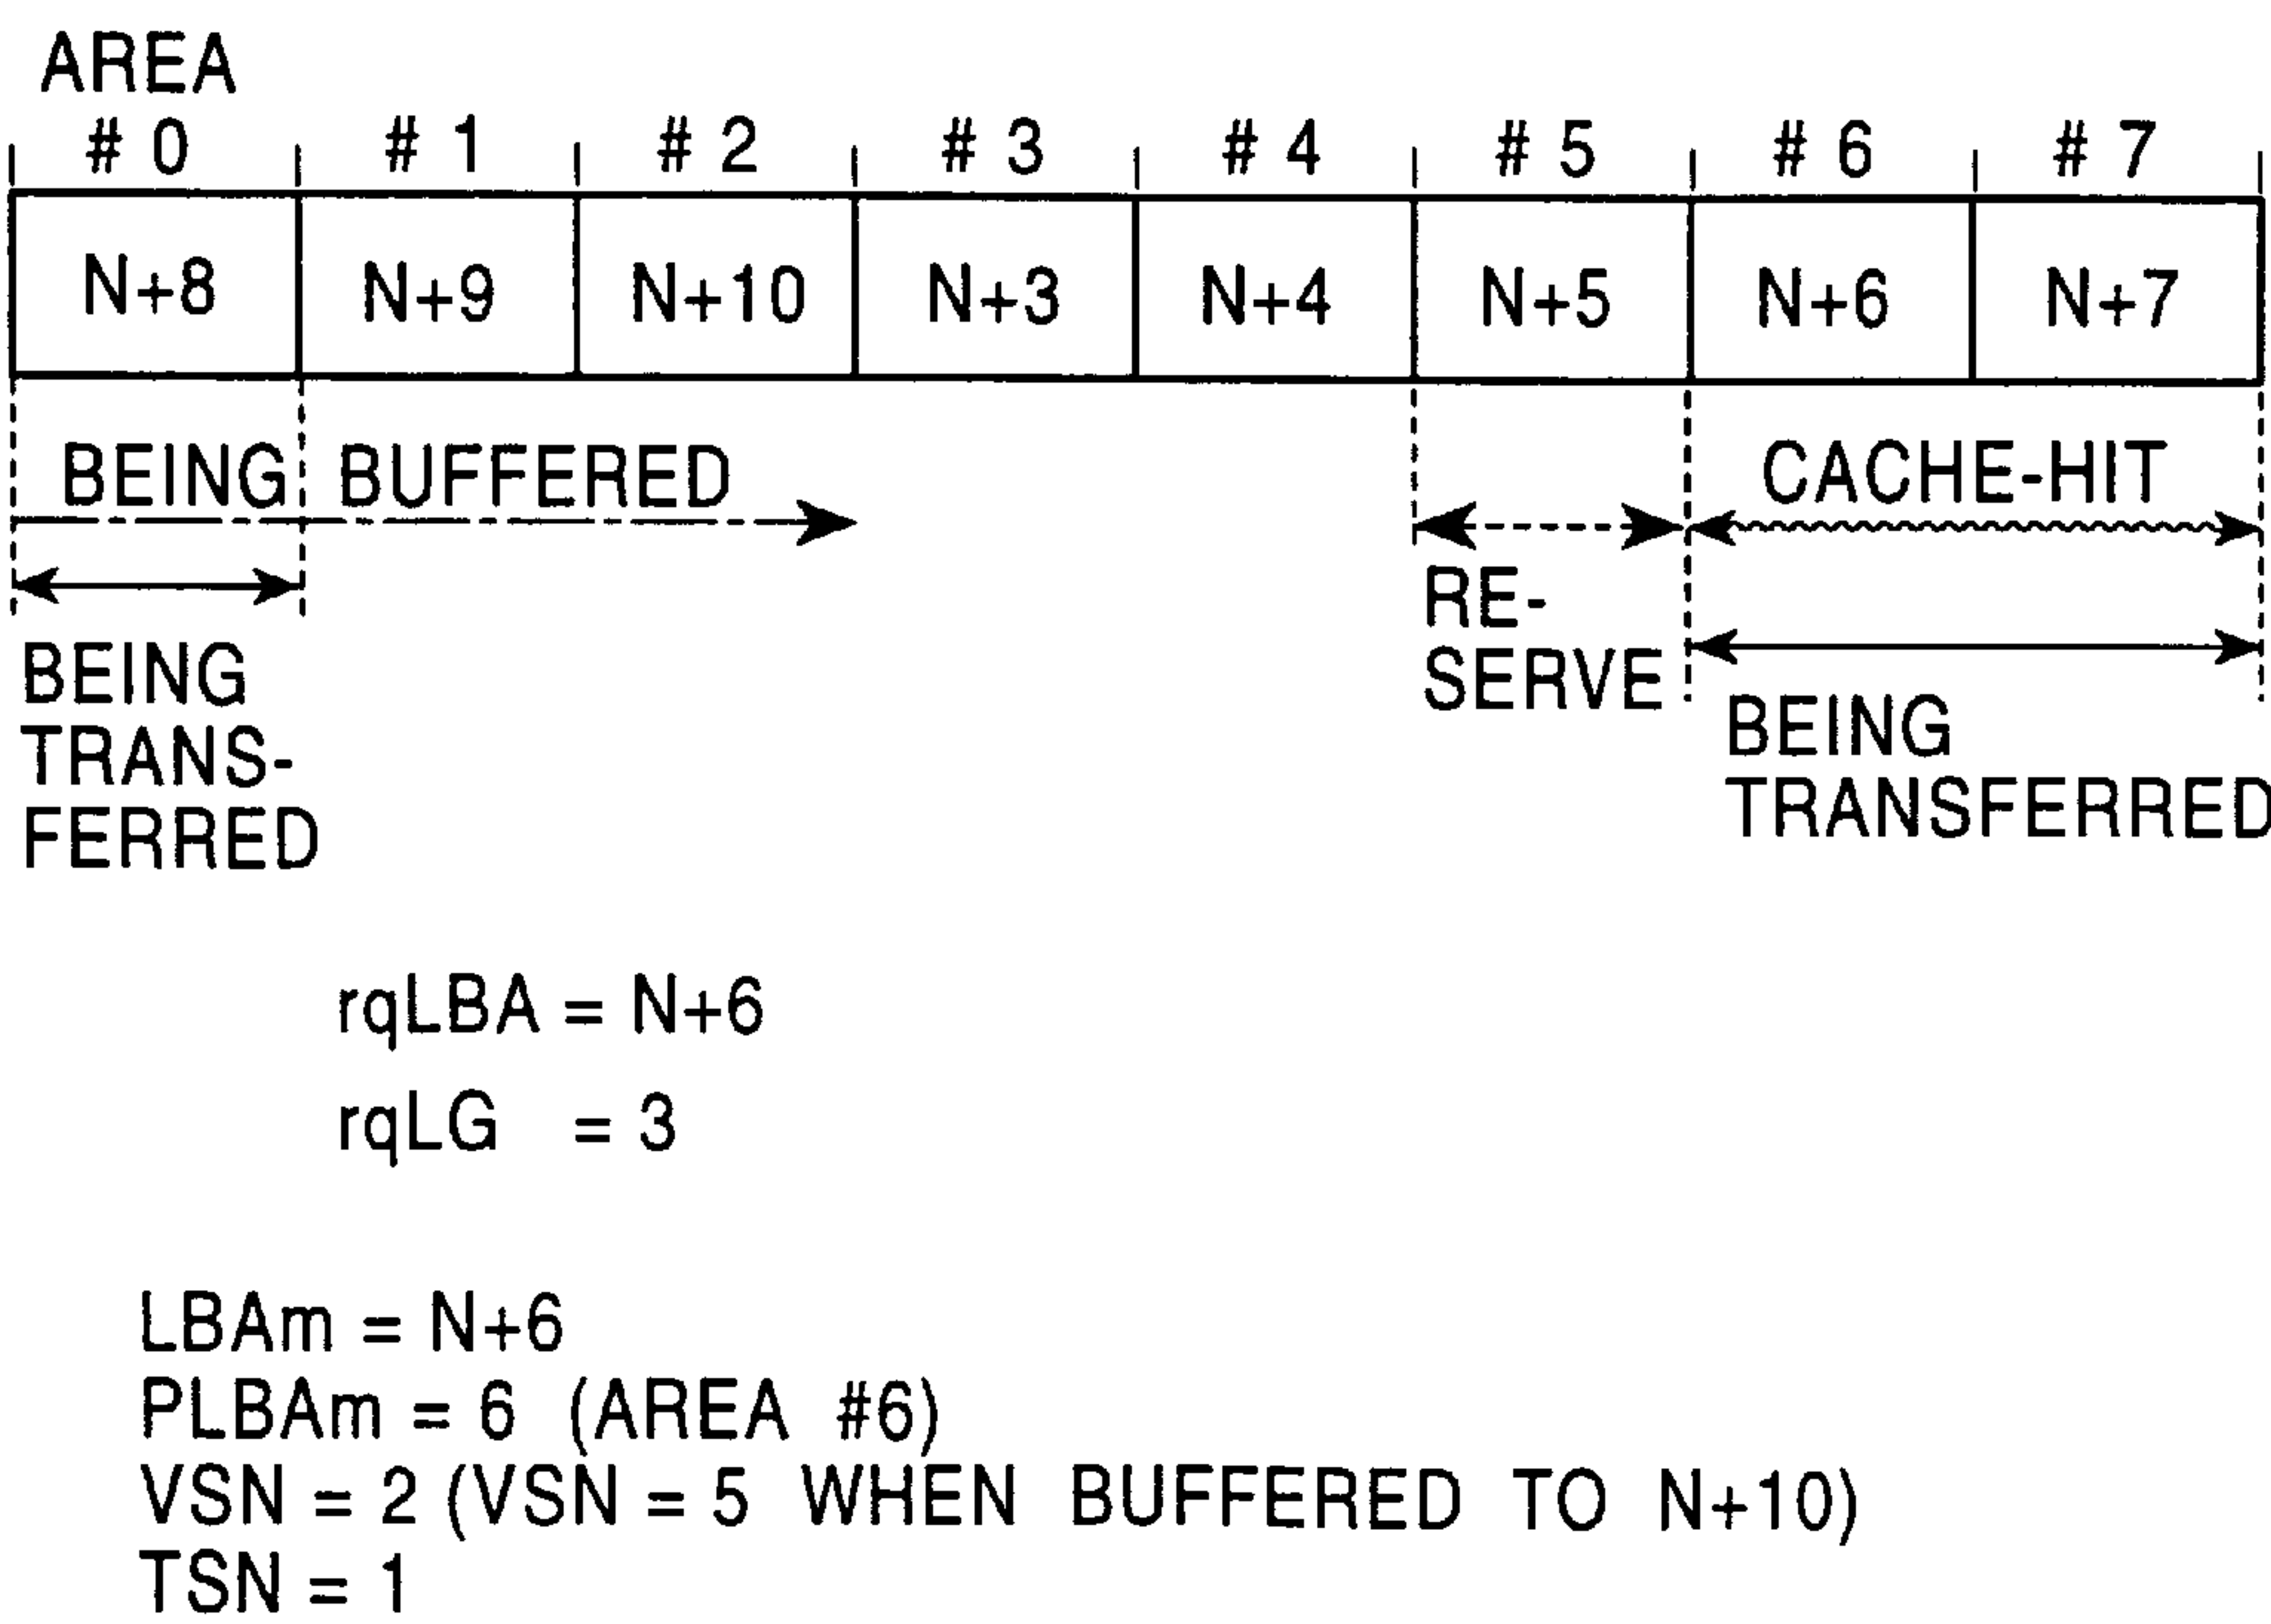 AREA
# 0 # 1 # 2 # 3 # 4 # 5 # 6 # 7
N+8 N+9 N+10 N+3 N+4 N+5 N+6 N+7
BEING BUFFERED
CACHE-HIT
RE-
SERVE
BEING
TRANS-
FERRED
BEING
TRANSFERRED
rqLBA = N+6
rqLG = 3
LBAm = N+6
PLBAm = 6 (AREA #6)
VSN = 2 (VSN = 5 WHEN BUFFERED TO N+10)
TSN = 1